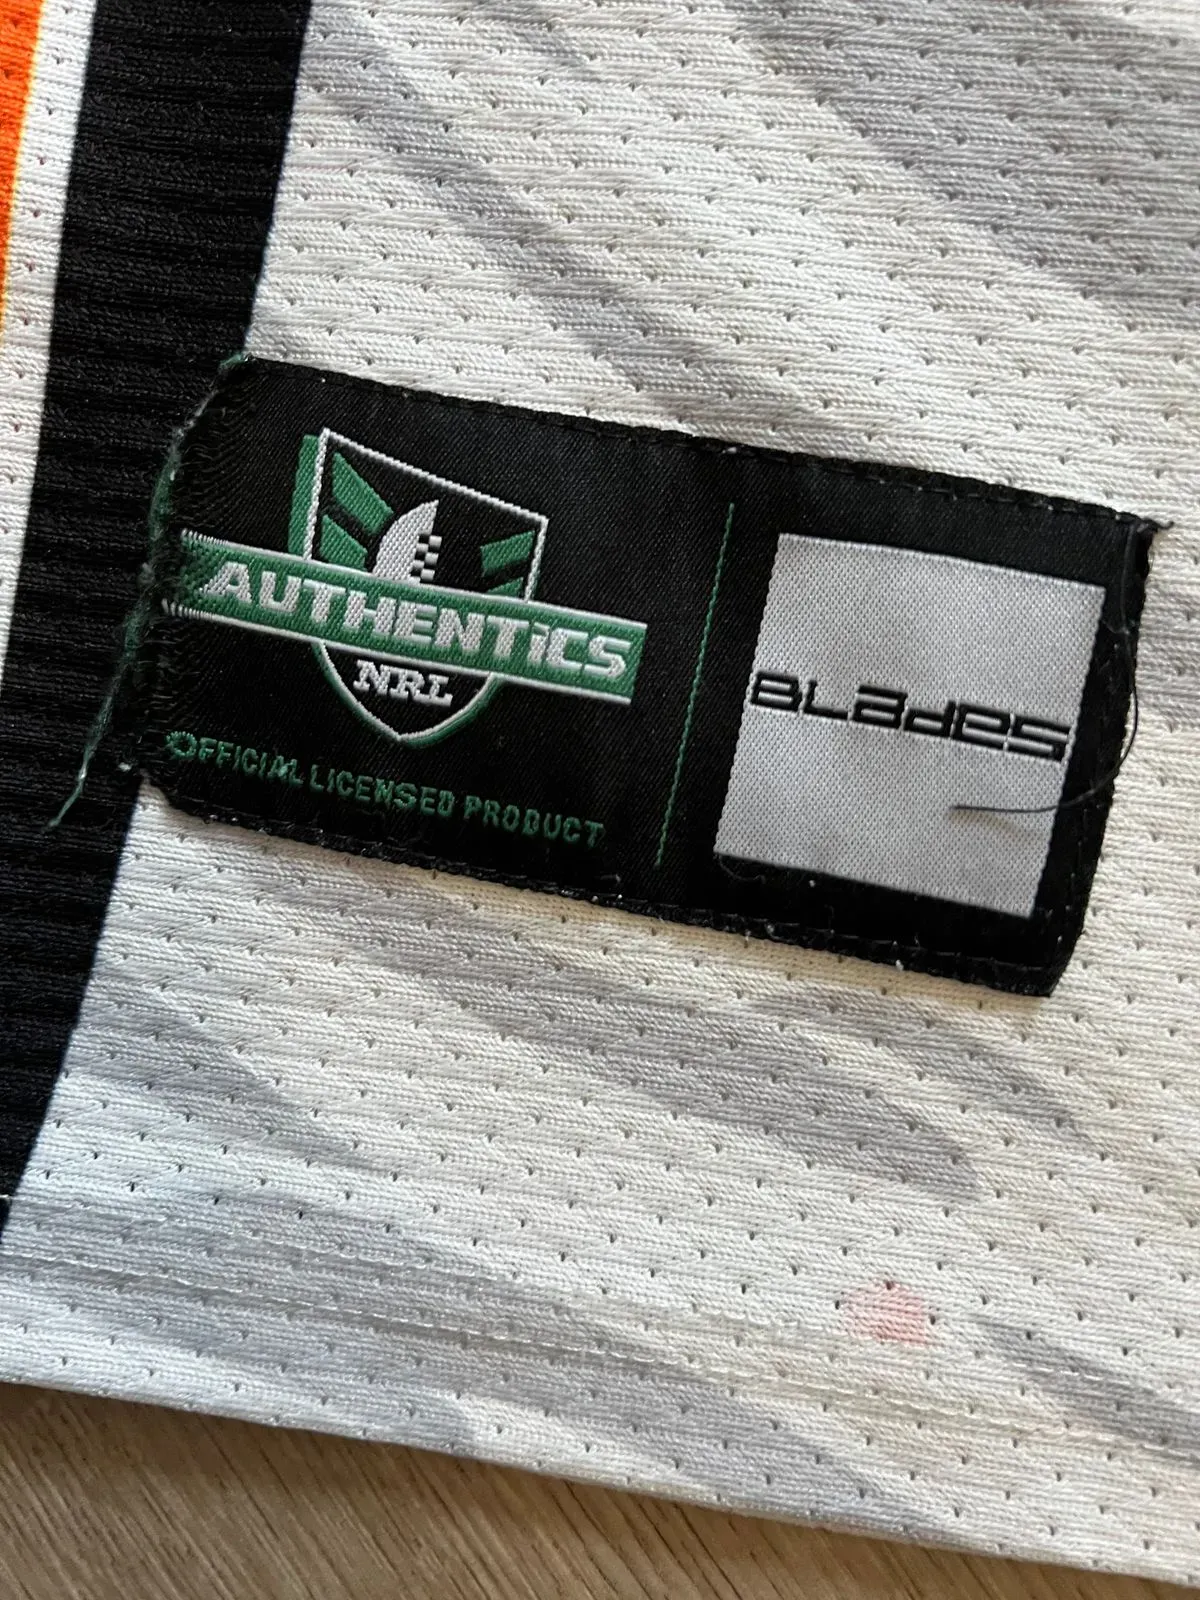 AUTHENTiCS
NRL
OFFICIAL LICENSED PRODUCT
BLades